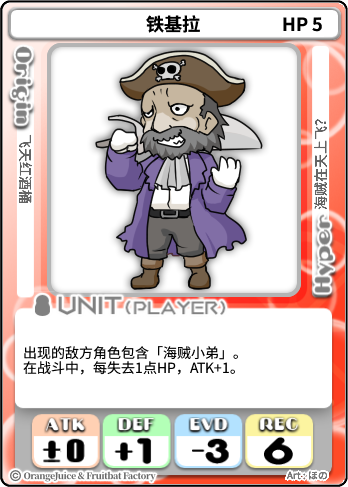 铁基拉
HP 5
Origin
飞天红酒桶
Hyper
海贼在天上飞?
UNIT (PLAYER)
出现的敌方角色包含「海贼小弟」。
在战斗中，每失去1点HP，ATK+1。
ATK DEF EVD REC
±0 +1 -3 6
© OrangeJuice & Fruitbat Factory
Art : ほの